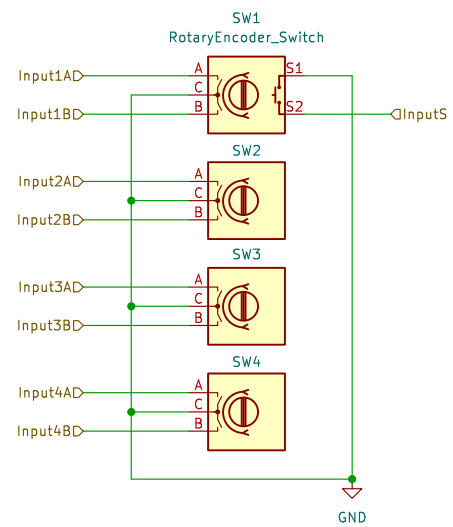 SW1
RotaryEncoder_Switch
Input1A A S1
C
Input1B B S2 InputS
SW2
Input2A A
C
Input2B B
SW3
Input3A A
C
Input3B B
SW4
Input4A A
C
Input4B B
GND